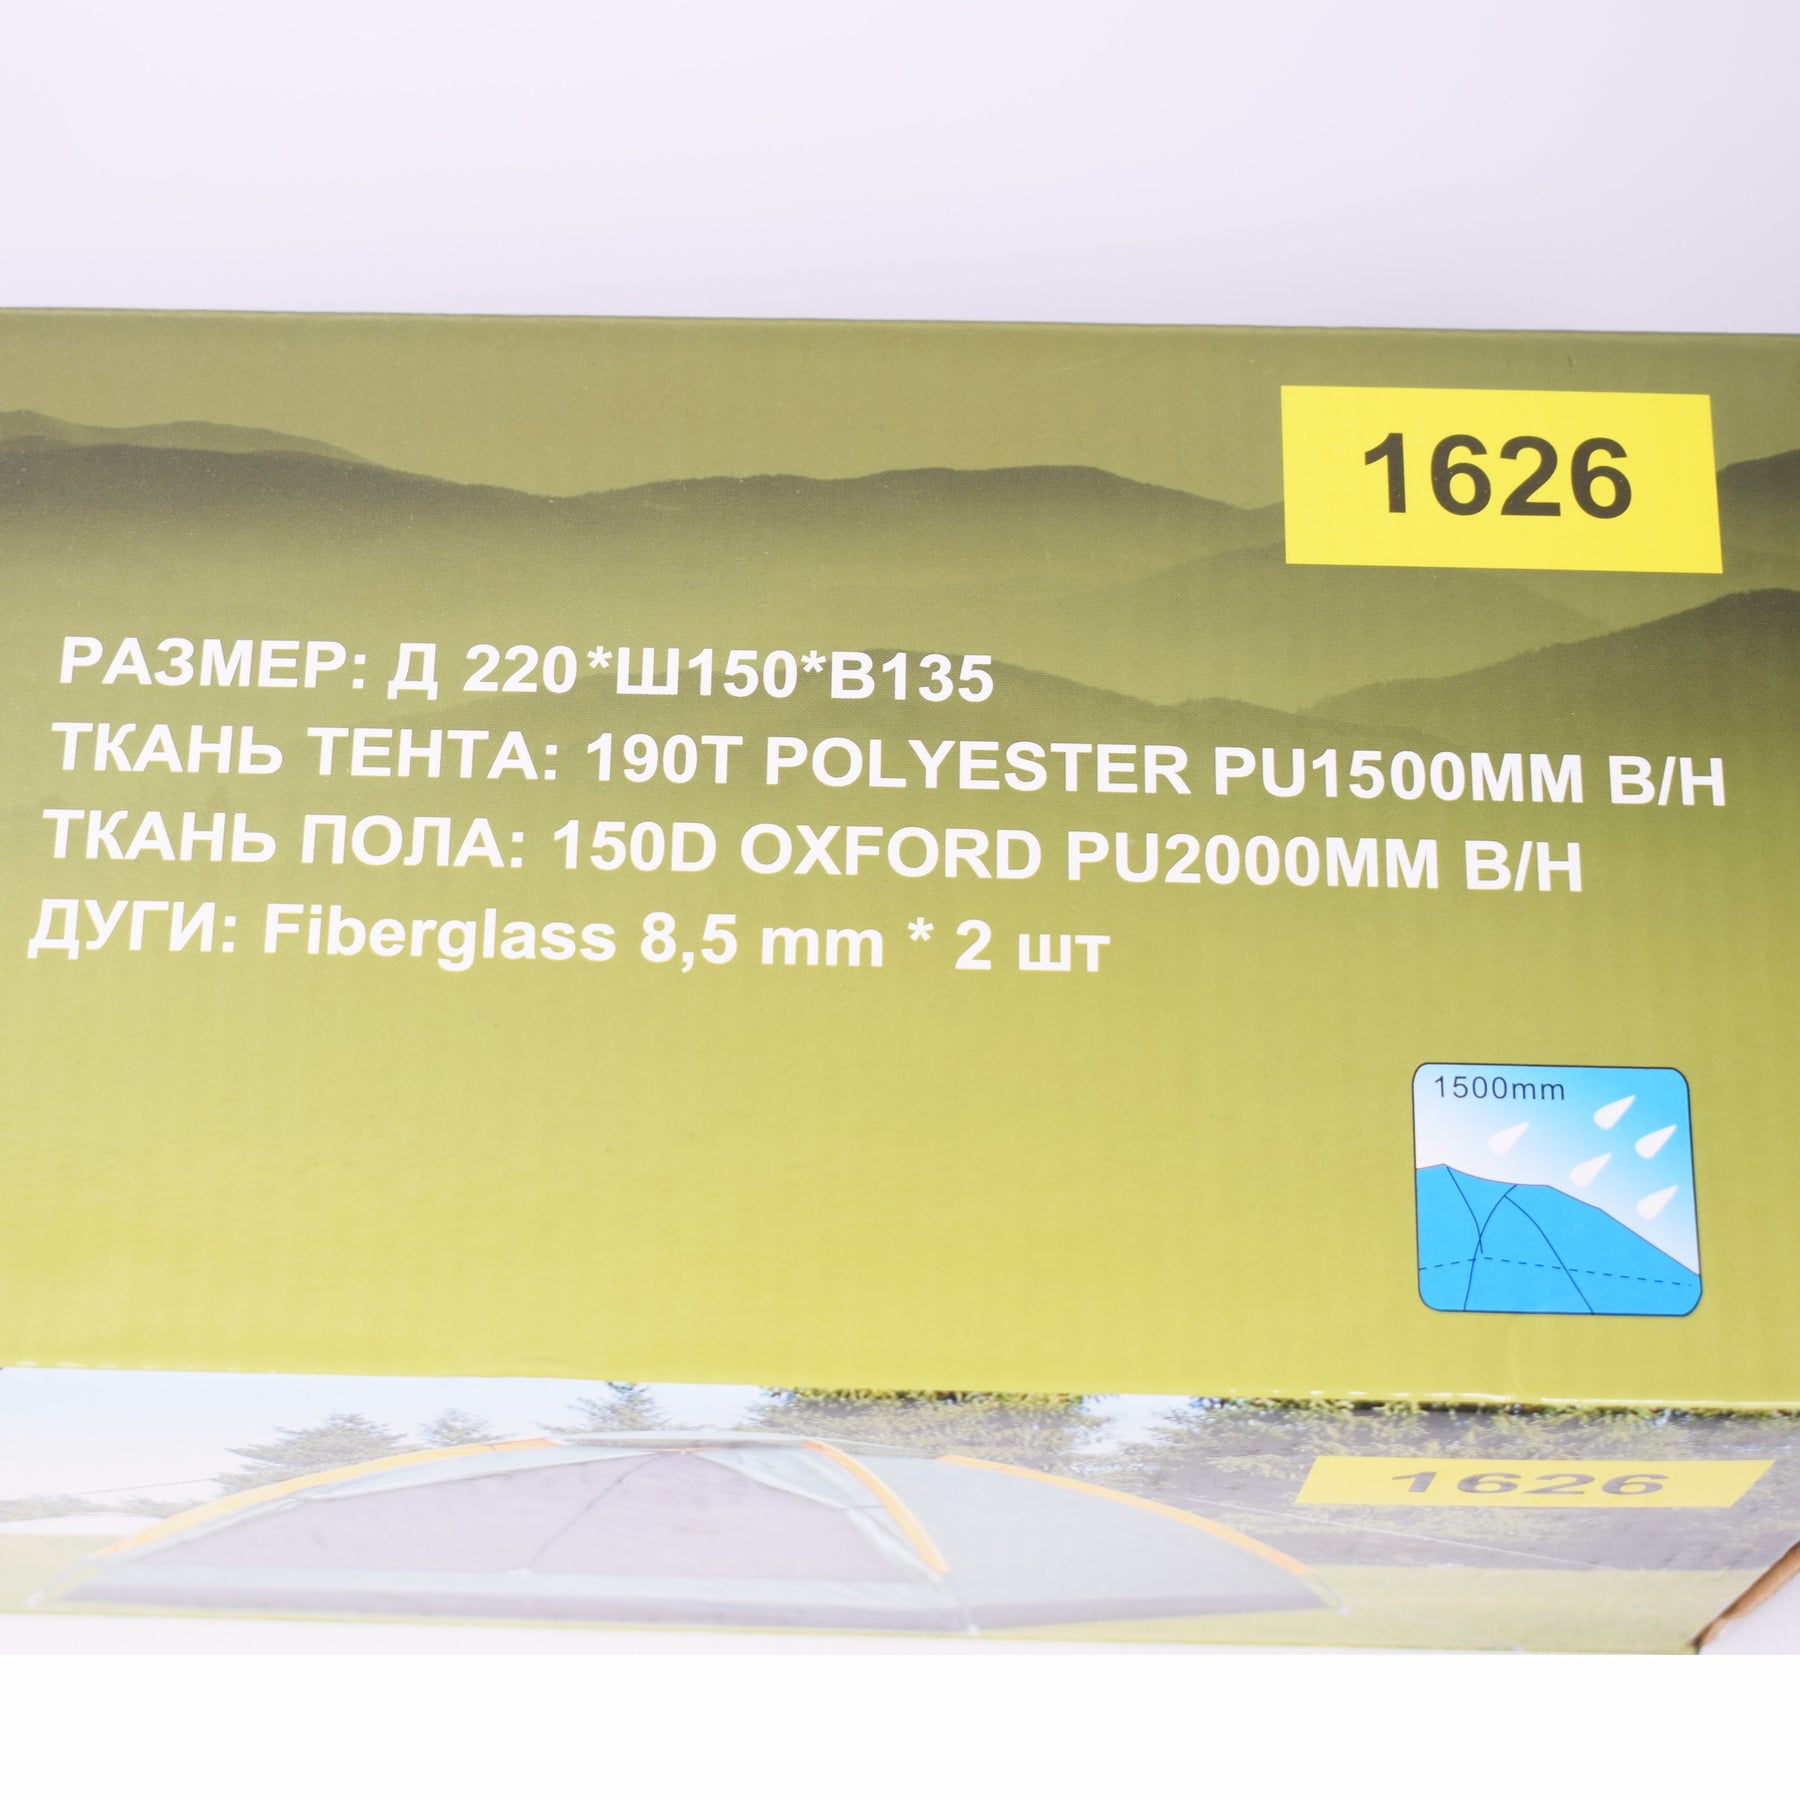 1626
РАЗМЕР: Д 220*Ш150*В135
ТКАНЬ ТЕНТА: 190T POLYESTER PU1500MM В/Н
ТКАНЬ ПОЛА: 150D OXFORD PU2000MM В/Н
ДУГИ: Fiberglass 8,5 mm * 2 шт
1500mm
1626